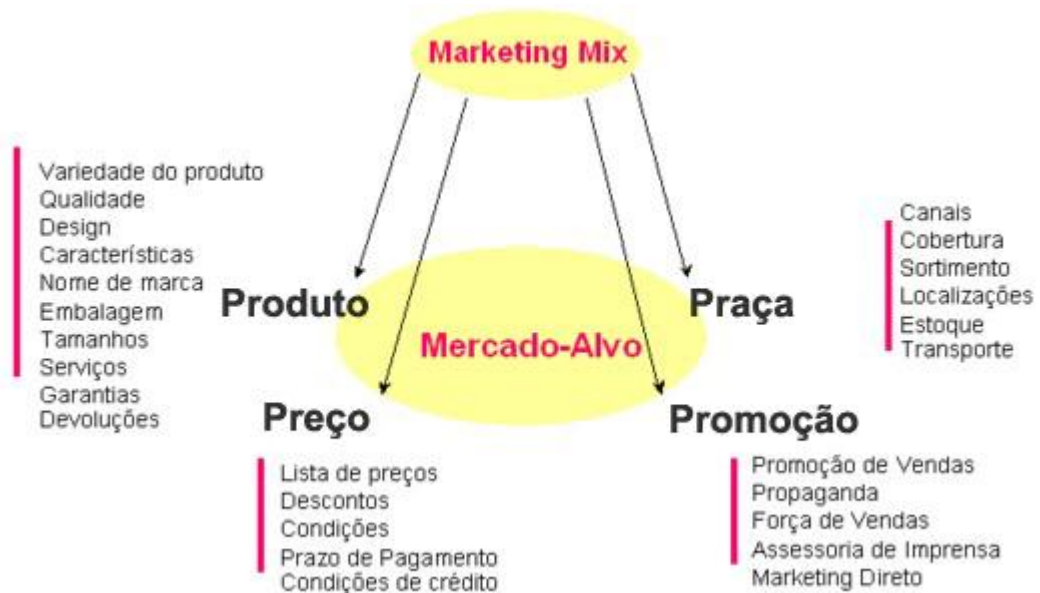 Marketing Mix
Variedade do produto
Qualidade
Design
Características
Nome de marca
Embalagem
Tamanhos
Serviços
Garantias
Devoluções
Produto
Mercado-Alvo
Praça
Canais
Cobertura
Sortimento
Localizações
Estoque
Transporte
Preço
Lista de preços
Descontos
Condições
Prazo de Pagamento
Condições de crédito
Promoção
Promoção de Vendas
Propaganda
Força de Vendas
Assessoria de Imprensa
Marketing Direto